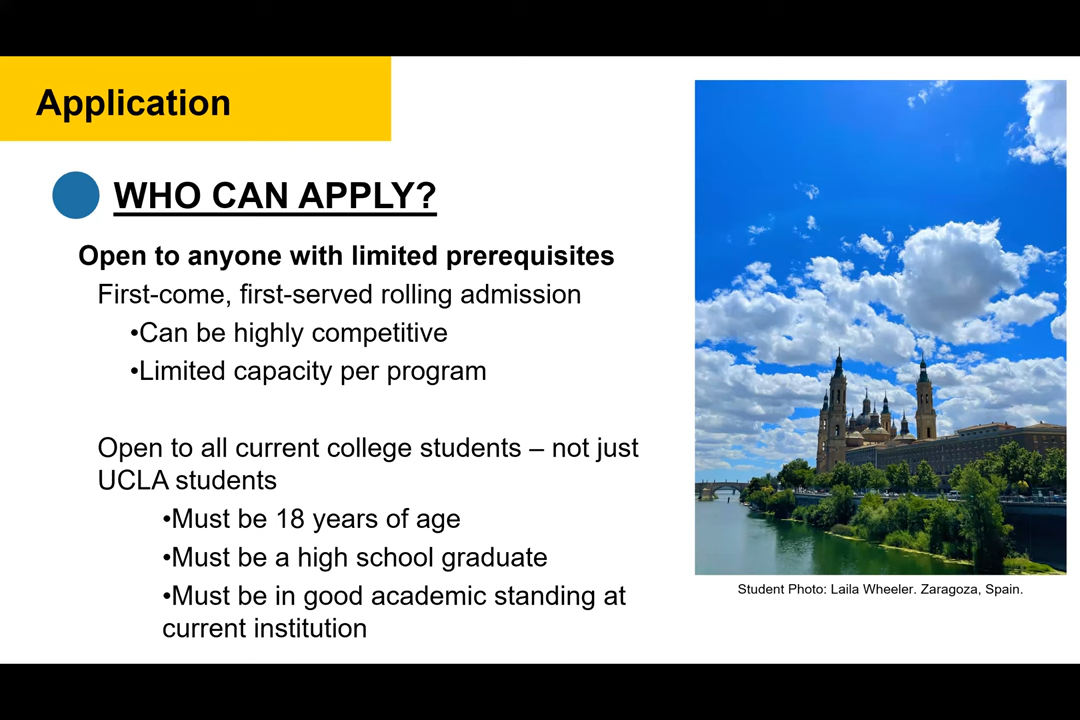 Application
WHO CAN APPLY?
Open to anyone with limited prerequisites
First-come, first-served rolling admission
•Can be highly competitive
•Limited capacity per program
Open to all current college students – not just
UCLA students
•Must be 18 years of age
•Must be a high school graduate
•Must be in good academic standing at
current institution
Student Photo: Laila Wheeler. Zaragoza, Spain.